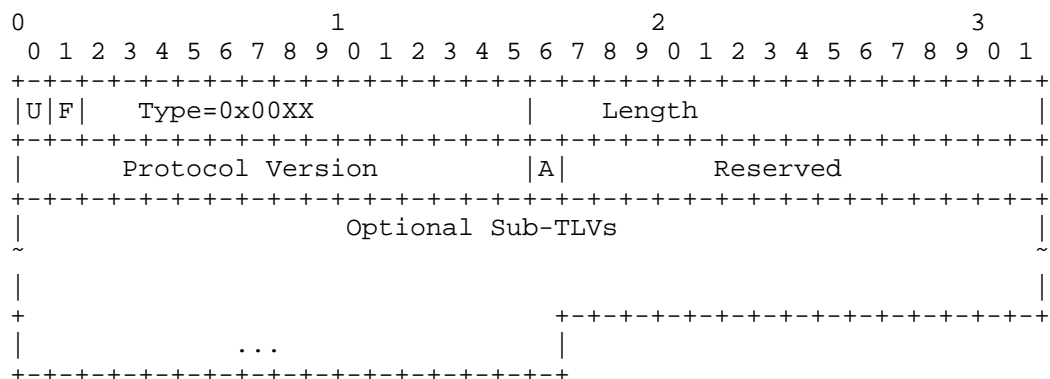 0                   1                   2                   3
 0 1 2 3 4 5 6 7 8 9 0 1 2 3 4 5 6 7 8 9 0 1 2 3 4 5 6 7 8 9 0 1
+-+-+-+-+-+-+-+-+-+-+-+-+-+-+-+-+-+-+-+-+-+-+-+-+-+-+-+-+-+-+-+-+
|U|F|   Type=0x00XX             |    Length                     |
+-+-+-+-+-+-+-+-+-+-+-+-+-+-+-+-+-+-+-+-+-+-+-+-+-+-+-+-+-+-+-+-+
|      Protocol Version         |A|         Reserved            |
+-+-+-+-+-+-+-+-+-+-+-+-+-+-+-+-+-+-+-+-+-+-+-+-+-+-+-+-+-+-+-+-+
|                    Optional Sub-TLVs                          |
~                                                               ~
|                                                               |
+                                 +-+-+-+-+-+-+-+-+-+-+-+-+-+-+-+
|             ...                 |
+-+-+-+-+-+-+-+-+-+-+-+-+-+-+-+-+-+